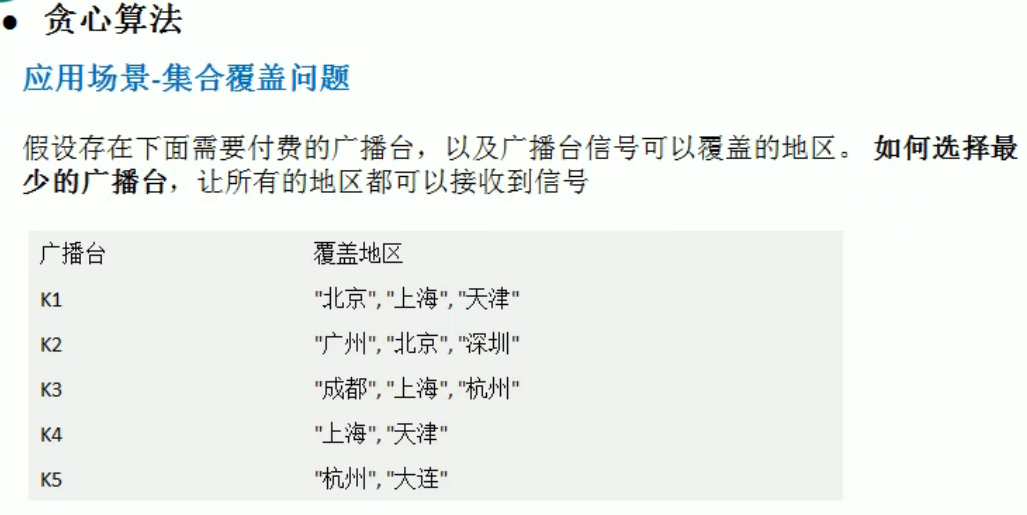 ● 贪心算法
应用场景-集合覆盖问题
假设存在下面需要付费的广播台，以及广播台信号可以覆盖的地区。 如何选择最
少的广播台，让所有的地区都可以接收到信号
广播台 覆盖地区
K1 "北京", "上海", "天津"
K2 "广州", "北京", "深圳"
K3 "成都", "上海", "杭州"
K4 "上海", "天津"
K5 "杭州", "大连"